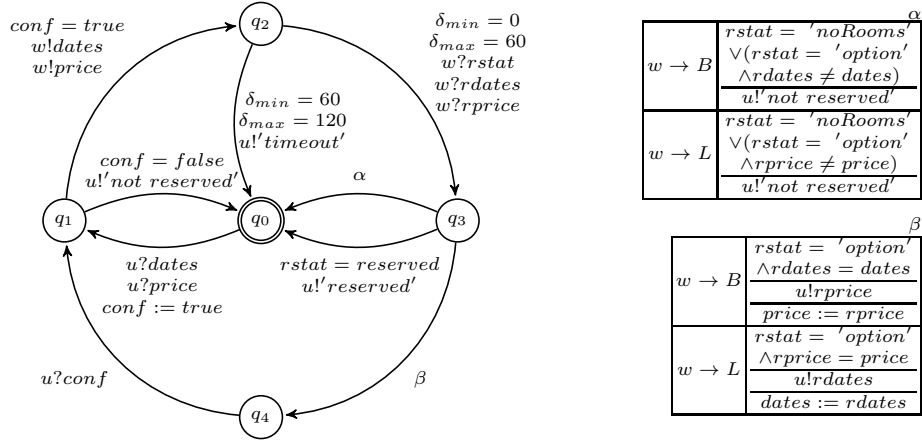 conf = true
w!dates
w!price
q₂
δₘᵢₙ = 0
δₘₐₓ = 60
w?rstat
w?rdates
w?rprice
δₘᵢₙ = 60
δₘₐₓ = 120
u!'timeout'
conf = false
u!'not reserved'
α
q₁
q₀
q₃
u?dates
u?price
conf := true
rstat = reserved
u!'reserved'
u?conf
β
q₄
α
w → B
rstat = 'noRooms'
∨(rstat = 'option'
∧rdates ≠ dates)
u!'not reserved'
w → L
rstat = 'noRooms'
∨(rstat = 'option'
∧rprice ≠ price)
u!'not reserved'
β
w → B
rstat = 'option'
∧rdates = dates
u!rprice
price := rprice
w → L
rstat = 'option'
∧rprice = price
u!rdates
dates := rdates